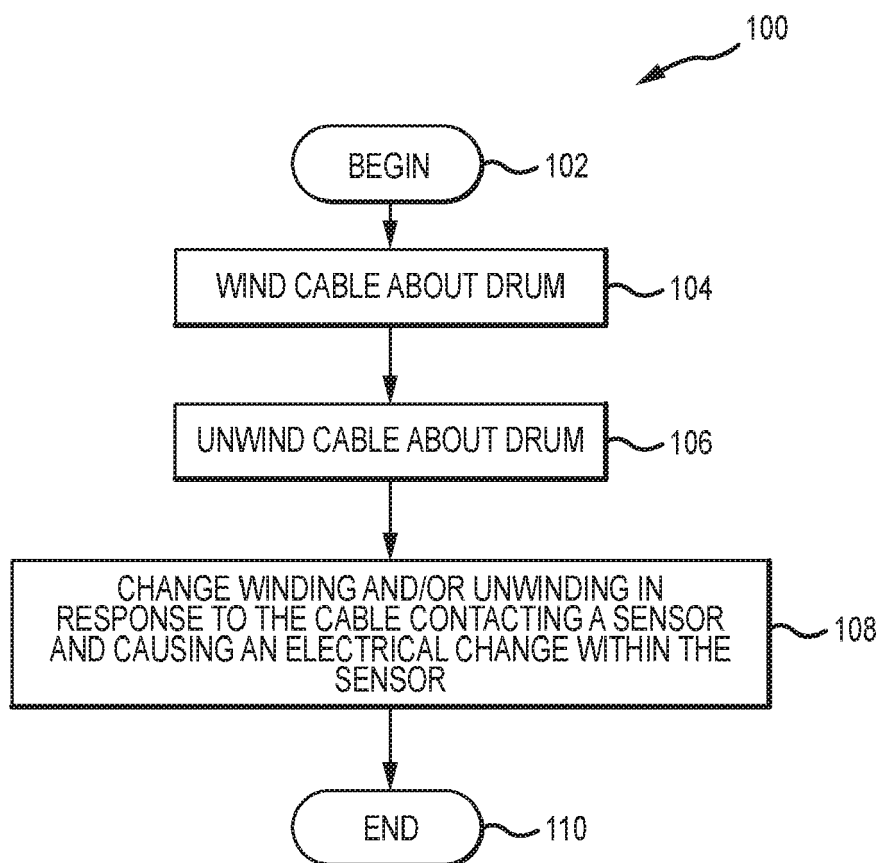 100
BEGIN
102
WIND CABLE ABOUT DRUM
104
UNWIND CABLE ABOUT DRUM
106
CHANGE WINDING AND/OR UNWINDING IN
RESPONSE TO THE CABLE CONTACTING A SENSOR
AND CAUSING AN ELECTRICAL CHANGE WITHIN THE
SENSOR
108
END
110